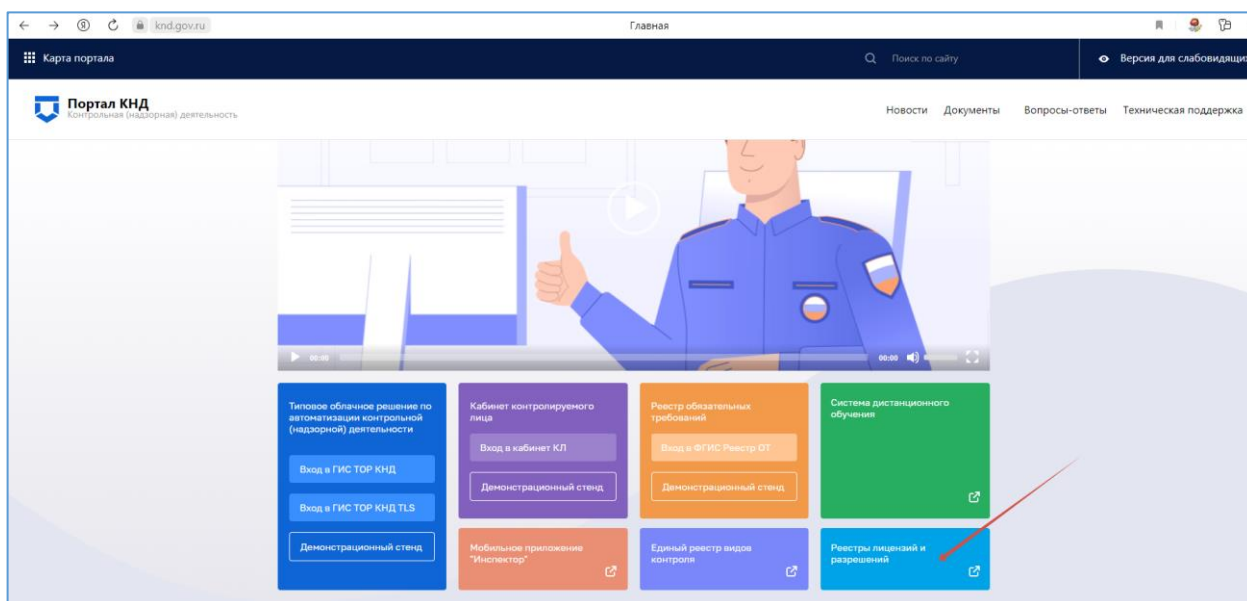 knd.gov.ru
Главная
Карта портала
Поиск по сайту
Версия для слабовидящи
Портал КНД
Контрольная (надзорная) деятельность
Новости Документы Вопросы-ответы Техническая поддержка
00:00
00:00
Типовое облачное решение по
автоматизации контрольной
(надзорной) деятельности
Вход в ГИС ТОР КНД
Вход в ГИС ТОР КНД TLS
Демонстрационный стенд
Кабинет контролируемого
лица
Вход в кабинет КЛ
Демонстрационный стенд
Реестр обязательных
требований
Вход в ФГИС Реестр ОТ
Демонстрационный стенд
Система дистанционного
обучения
Мобильное приложение
"Инспектор"
Единый реестр видов
контроля
Реестры лицензий и
разрешений